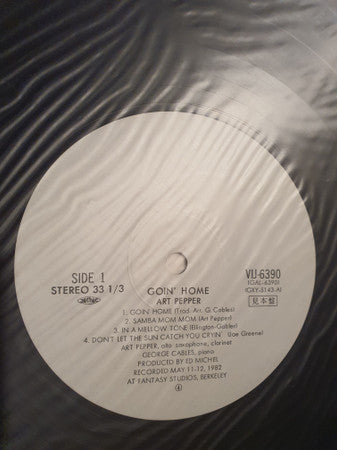 SIDE 1
STEREO 33 1/3
GOIN' HOME
ART PEPPER
VIJ-6390
(GXY-5143-A)
見本盤
1. GOIN' HOME (Trad. Arr. G. Cables)
2. SAMBA MOM MOM (Art Pepper)
3. IN A MELLOW TONE (Ellington-Gabler)
4. DON'T LET THE SUN CATCH YOU CRYIN' (Joe Greene)
ART PEPPER, alto saxophone, clarinet
GEORGE CABLES, piano
PRODUCED BY ED MICHEL
RECORDED MAY 11-12, 1982
AT FANTASY STUDIOS, BERKELEY